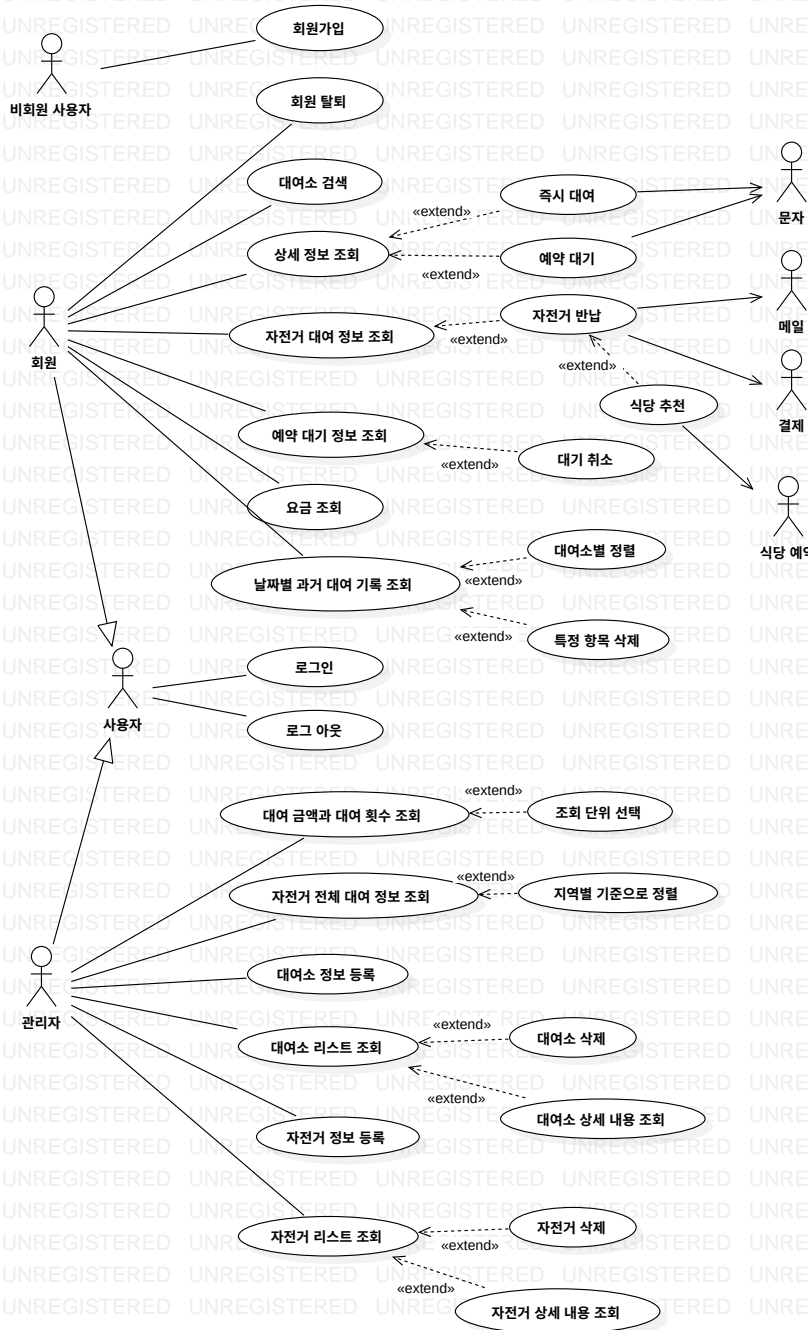 회원가입
비회원 사용자
회원 탈퇴
대여소 검색
«extend»
즉시 대여
문자
상세 정보 조회
«extend»
예약 대기
자전거 반납
메일
회원
자전거 대여 정보 조회
«extend»
«extend»
식당 추천
결제
예약 대기 정보 조회
«extend»
대기 취소
요금 조회
식당 예약
대여소별 정렬
날짜별 과거 대여 기록 조회
«extend»
«extend»
특정 항목 삭제
로그인
사용자
로그 아웃
«extend»
대여 금액과 대여 횟수 조회
조회 단위 선택
«extend»
자전거 전체 대여 정보 조회
지역별 기준으로 정렬
대여소 정보 등록
관리자
«extend»
대여소 삭제
대여소 리스트 조회
«extend»
대여소 상세 내용 조회
자전거 정보 등록
자전거 삭제
자전거 리스트 조회
«extend»
«extend»
자전거 상세 내용 조회
UNREGISTERED